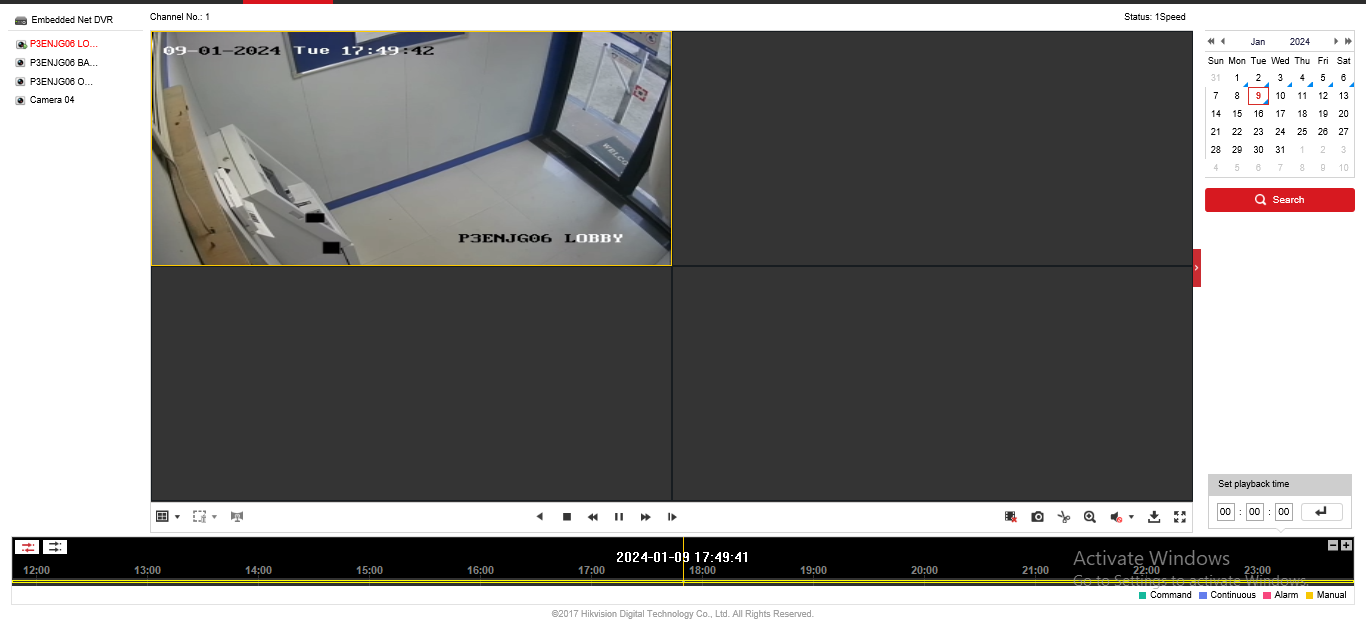 Embedded Net DVR
P3ENJG06 LO...
P3ENJG06 BA...
P3ENJG06 O...
Camera 04
Channel No.: 1
Status: 1Speed
09-01-2024 Tue 17:49:42
WELCO
P3ENJG06 LOBBY
Jan 2024
Sun Mon Tue Wed Thu Fri Sat
31 1 2 3 4 5 6
7 8 9 10 11 12 13
14 15 16 17 18 19 20
21 22 23 24 25 26 27
28 29 30 31 1 2 3
4 5 6 7 8 9 10
Search
Set playback time
00 : 00 : 00
2024-01-09 17:49:41
12:00 13:00 14:00 15:00 16:00 17:00 18:00 19:00 20:00 21:00 22:00 23:00
Activate Windows
Go to Settings to activate Windows.
Command Continuous Alarm Manual
©2017 Hikvision Digital Technology Co., Ltd. All Rights Reserved.